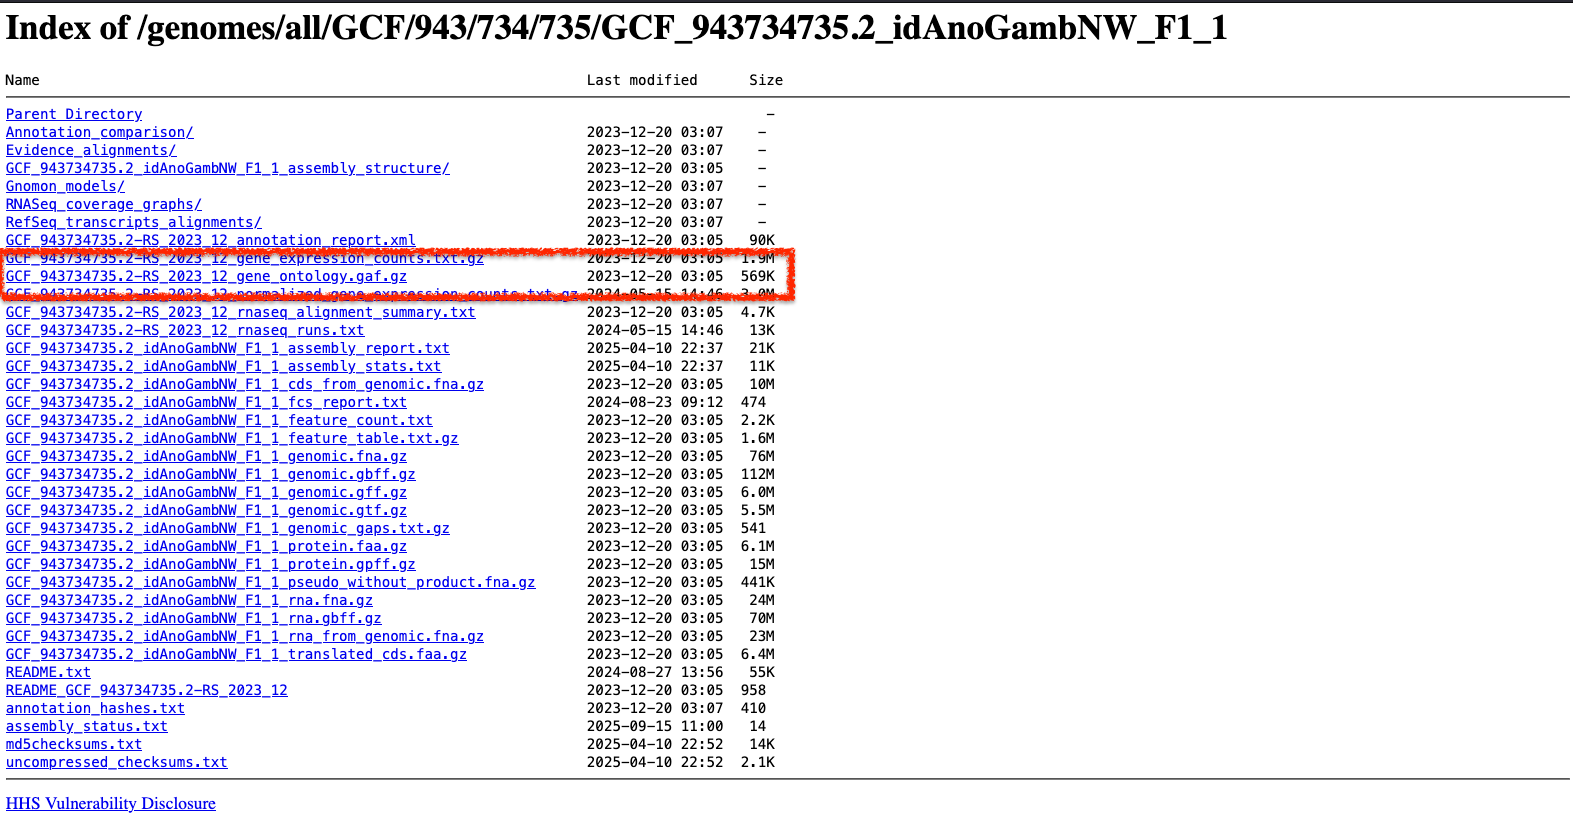 Index of /genomes/all/GCF/943/734/735/GCF_943734735.2_idAnoGambNW_F1_1
Name Last modified Size
Parent Directory -
Annotation_comparison/ 2023-12-20 03:07 -
Evidence_alignments/ 2023-12-20 03:07 -
GCF_943734735.2_idAnoGambNW_F1_1_assembly_structure/ 2023-12-20 03:05 -
Gnomon_models/ 2023-12-20 03:07 -
RNASeq_coverage_graphs/ 2023-12-20 03:07 -
RefSeq_transcripts_alignments/ 2023-12-20 03:07 -
GCF_943734735.2-RS_2023_12_annotation_report.xml 2023-12-20 03:05 90K
GCF_943734735.2-RS_2023_12_gene_expression_counts.txt.gz 2023-12-20 03:05 1.9M
GCF_943734735.2-RS_2023_12_gene_ontology.gaf.gz 2023-12-20 03:05 569K
GCF_943734735.2-RS_2023_12_normalized_gene_expression_counts.txt.gz 2024-05-15 14:46 3.0M
GCF_943734735.2-RS_2023_12_rnaseq_alignment_summary.txt 2023-12-20 03:05 4.7K
GCF_943734735.2-RS_2023_12_rnaseq_runs.txt 2024-05-15 14:46 13K
GCF_943734735.2_idAnoGambNW_F1_1_assembly_report.txt 2025-04-10 22:37 21K
GCF_943734735.2_idAnoGambNW_F1_1_assembly_stats.txt 2025-04-10 22:37 11K
GCF_943734735.2_idAnoGambNW_F1_1_cds_from_genomic.fna.gz 2023-12-20 03:05 10M
GCF_943734735.2_idAnoGambNW_F1_1_fcs_report.txt 2024-08-23 09:12 474
GCF_943734735.2_idAnoGambNW_F1_1_feature_count.txt 2023-12-20 03:05 2.2K
GCF_943734735.2_idAnoGambNW_F1_1_feature_table.txt.gz 2023-12-20 03:05 1.6M
GCF_943734735.2_idAnoGambNW_F1_1_genomic.fna.gz 2023-12-20 03:05 76M
GCF_943734735.2_idAnoGambNW_F1_1_genomic.gbff.gz 2023-12-20 03:05 112M
GCF_943734735.2_idAnoGambNW_F1_1_genomic.gff.gz 2023-12-20 03:05 6.0M
GCF_943734735.2_idAnoGambNW_F1_1_genomic.gtf.gz 2023-12-20 03:05 5.5M
GCF_943734735.2_idAnoGambNW_F1_1_genomic_gaps.txt.gz 2023-12-20 03:05 541
GCF_943734735.2_idAnoGambNW_F1_1_protein.faa.gz 2023-12-20 03:05 6.1M
GCF_943734735.2_idAnoGambNW_F1_1_protein.gpff.gz 2023-12-20 03:05 15M
GCF_943734735.2_idAnoGambNW_F1_1_pseudo_without_product.fna.gz 2023-12-20 03:05 441K
GCF_943734735.2_idAnoGambNW_F1_1_rna.fna.gz 2023-12-20 03:05 24M
GCF_943734735.2_idAnoGambNW_F1_1_rna.gbff.gz 2023-12-20 03:05 70M
GCF_943734735.2_idAnoGambNW_F1_1_rna_from_genomic.fna.gz 2023-12-20 03:05 23M
GCF_943734735.2_idAnoGambNW_F1_1_translated_cds.faa.gz 2023-12-20 03:05 6.4M
README.txt 2024-08-27 13:56 55K
README_GCF_943734735.2-RS_2023_12 2023-12-20 03:05 958
annotation_hashes.txt 2023-12-20 03:07 410
assembly_status.txt 2025-09-15 11:00 14
md5checksums.txt 2025-04-10 22:52 14K
uncompressed_checksums.txt 2025-04-10 22:52 2.1K
HHS Vulnerability Disclosure